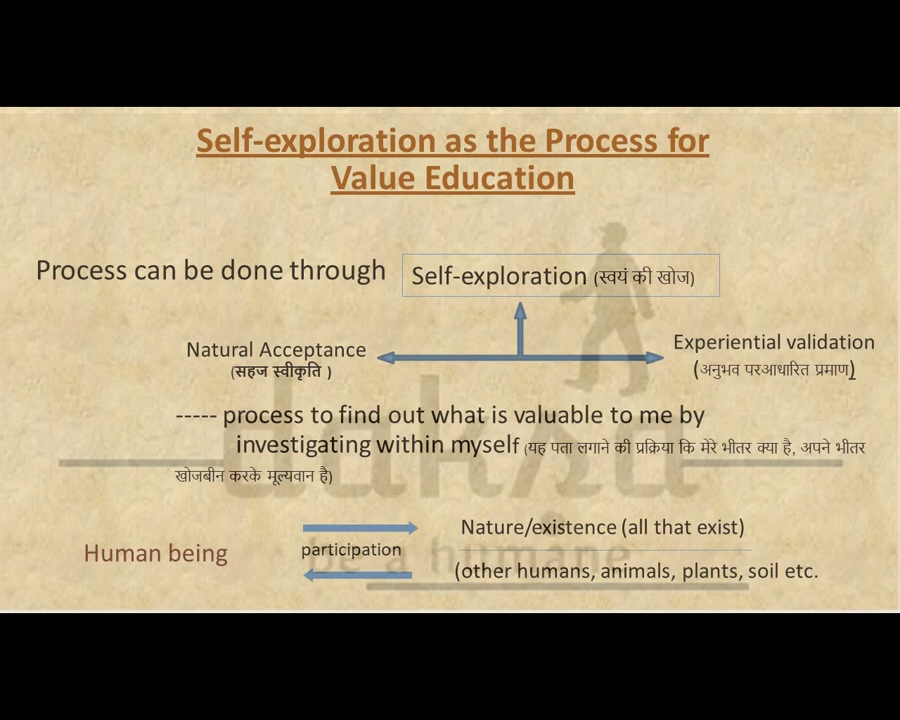 Self-exploration as the Process for
Value Education
Process can be done through Self-exploration (स्वयं की खोज)
Natural Acceptance
(सहज स्वीकृति )
Experiential validation
(अनुभव परआधारित प्रमाण)
----- process to find out what is valuable to me by
investigating within myself (यह पता लगाने की प्रक्रिया कि मेरे भीतर क्या है, अपने भीतर
खोजबीन करके मूल्यवान है)
Human being
participation
Nature/existence (all that exist)
(other humans, animals, plants, soil etc.
be a humane